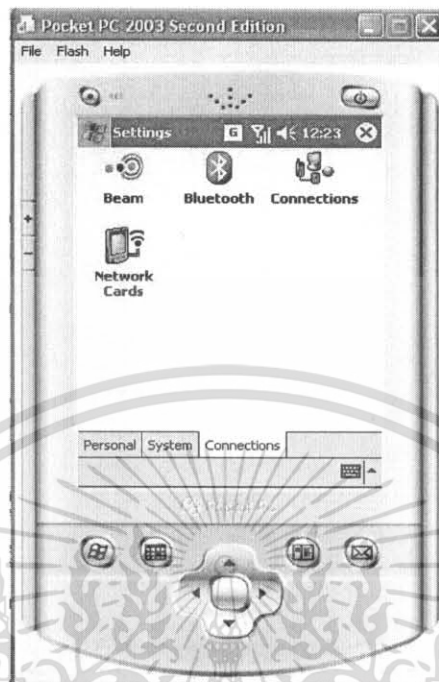 Pocket PC 2003 Second Edition
File Flash Help
Settings G 12:23
Beam Bluetooth Connections
Network
Cards
Personal System Connections